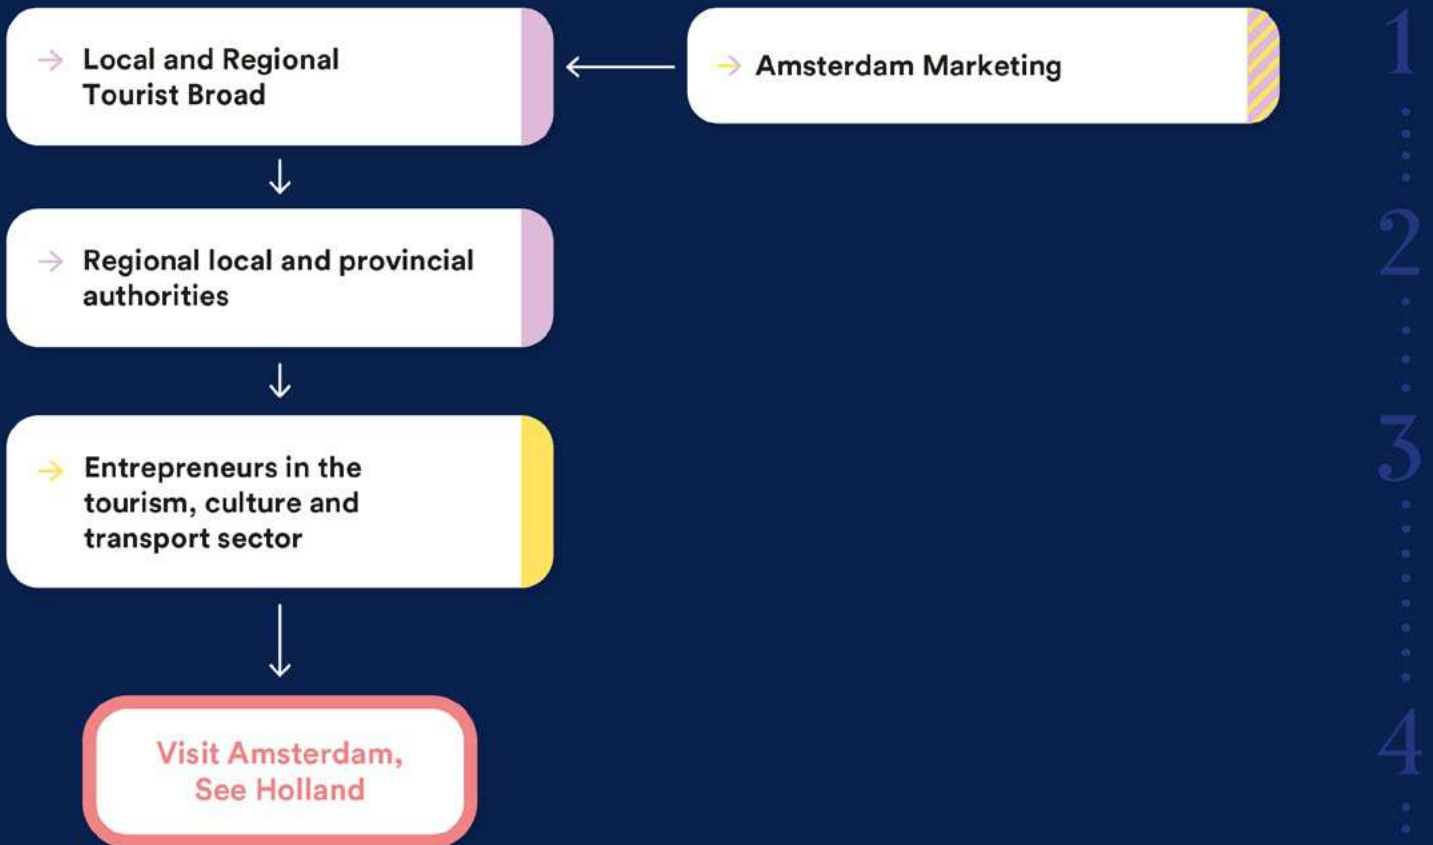 Local and Regional
Tourist Broad
Amsterdam Marketing
1
Regional local and provincial
authorities
2
Entrepreneurs in the
tourism, culture and
transport sector
3
Visit Amsterdam,
See Holland
4